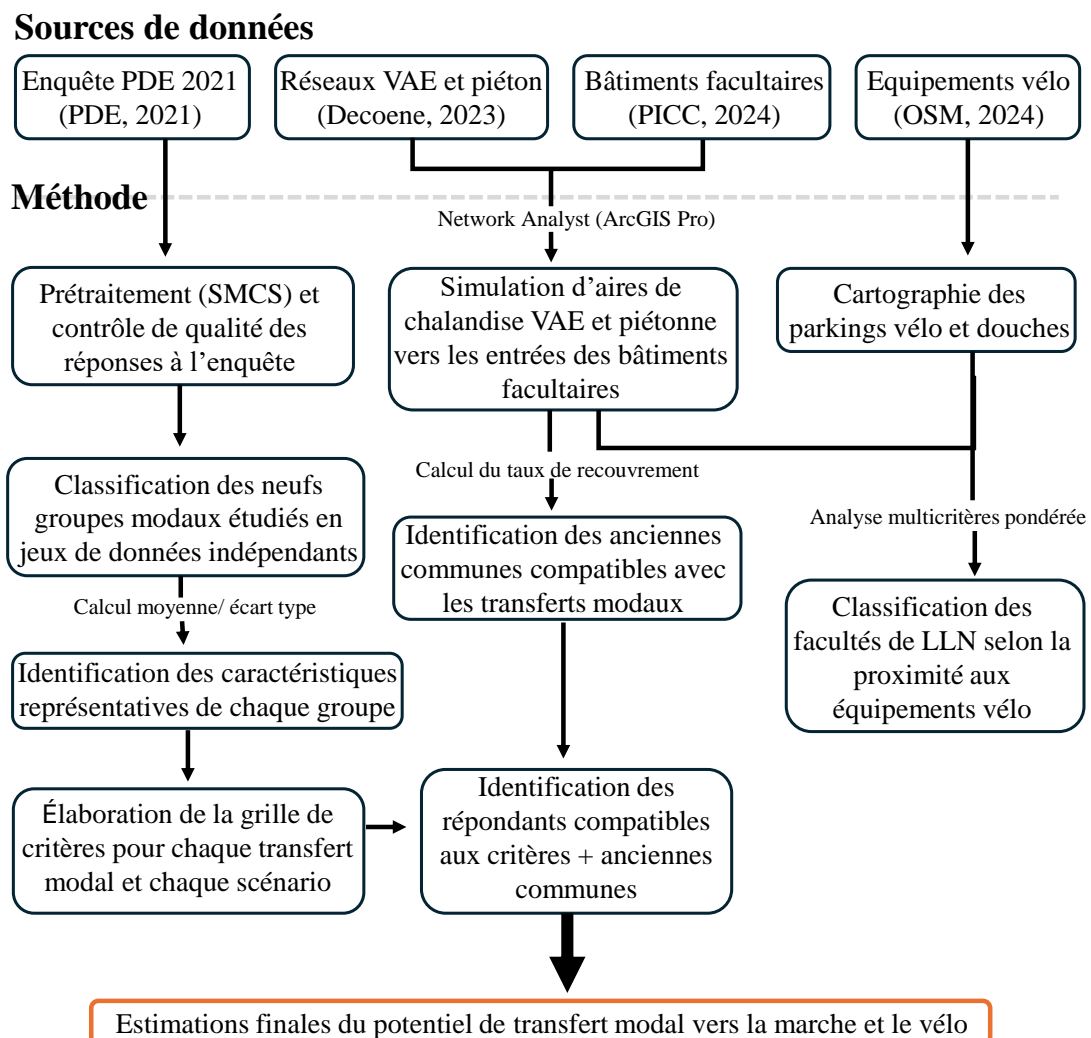 Sources de données
Enquête PDE 2021
(PDE, 2021)
Réseaux VAE et piéton
(Decoene, 2023)
Bâtiments facultaires
(PICC, 2024)
Equipements vélo
(OSM, 2024)
Méthode
Network Analyst (ArcGIS Pro)
Prétraitement (SMCS) et
contrôle de qualité des
réponses à l’enquête
Simulation d’aires de
chalandise VAE et piétonne
vers les entrées des bâtiments
facultaires
Cartographie des
parkings vélo et douches
Calcul du taux de recouvrement
Classification des neufs
groupes modaux étudiés en
jeux de données indépendants
Identification des anciennes
communes compatibles avec
les transferts modaux
Analyse multicritères pondérée
Calcul moyenne/ écart type
Classification des
facultés de LLN selon la
proximité aux
équipements vélo
Identification des caractéristiques
représentatives de chaque groupe
Élaboration de la grille de
critères pour chaque transfert
modal et chaque scénario
Identification des
répondants compatibles
aux critères + anciennes
communes
Estimations finales du potentiel de transfert modal vers la marche et le vélo